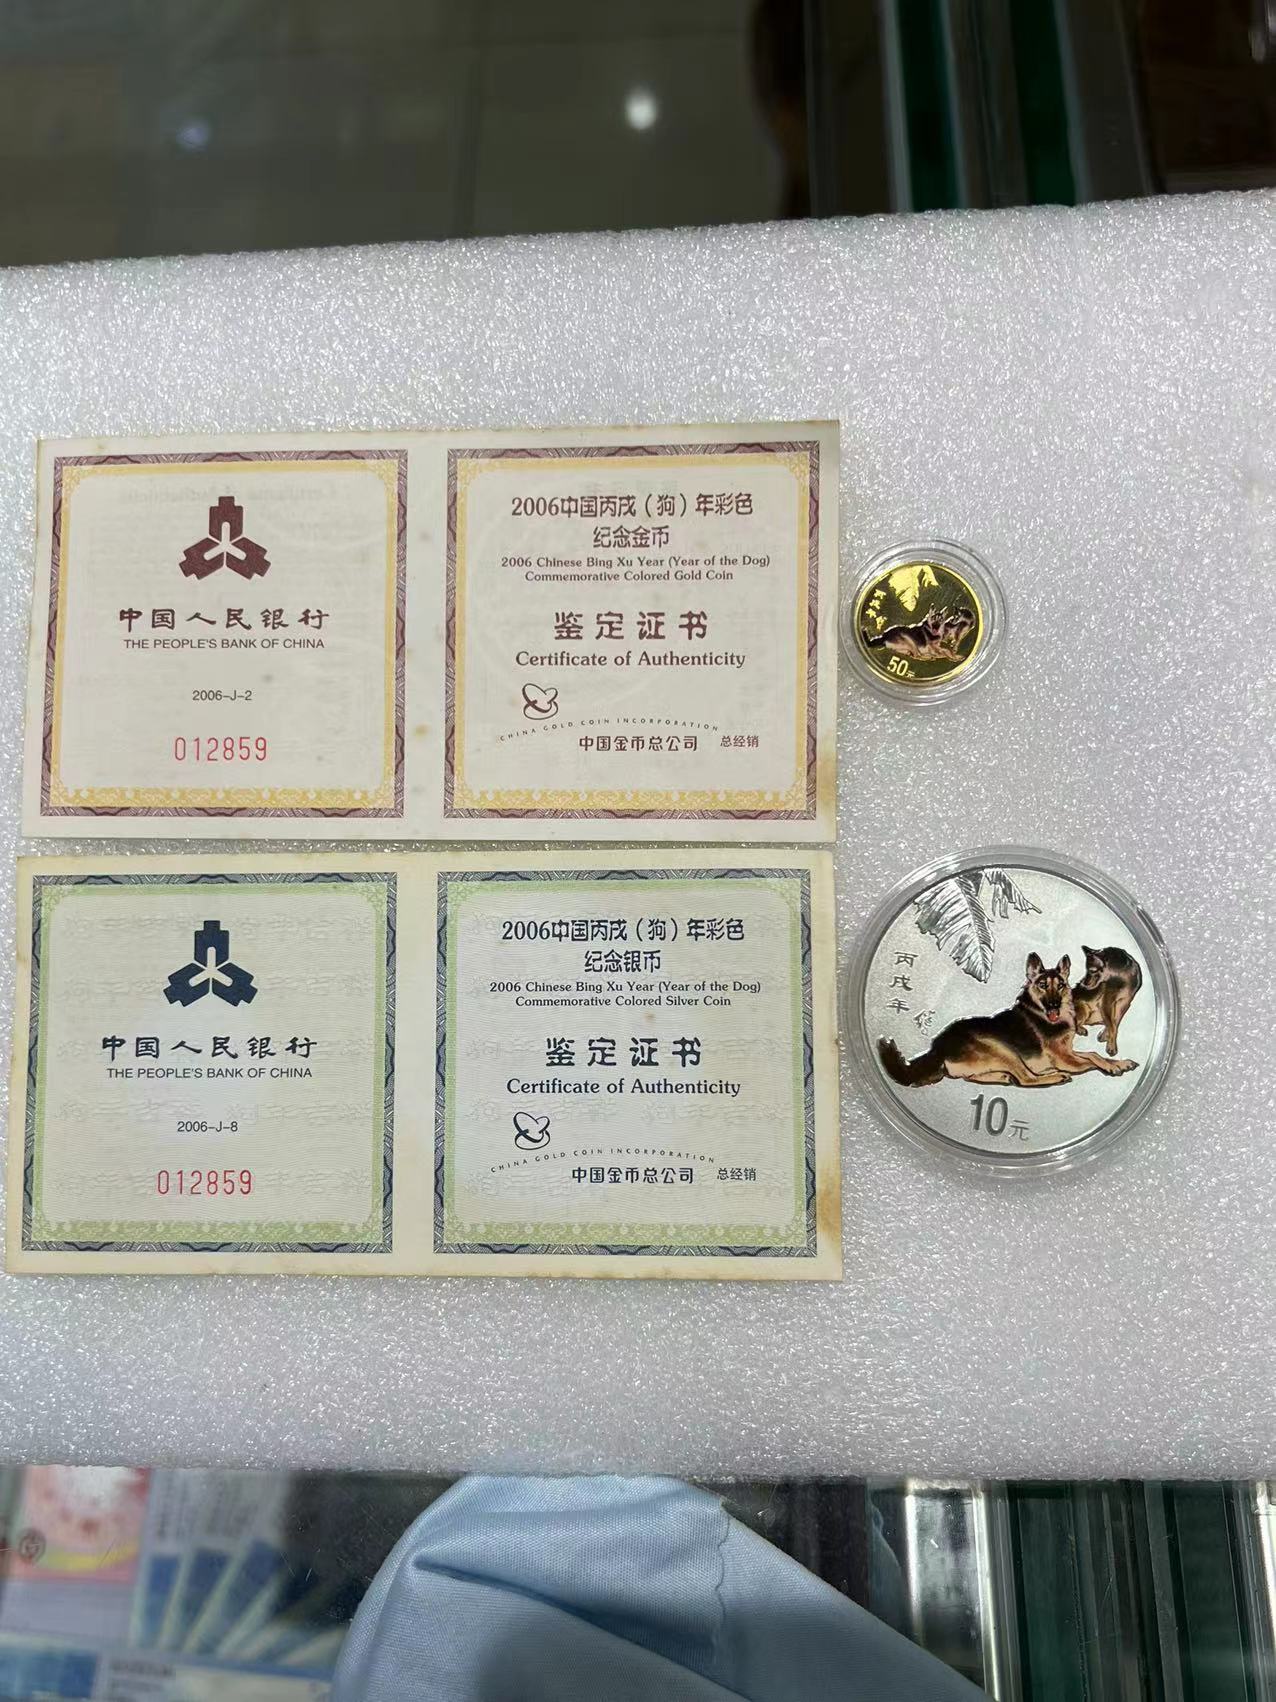 中国人民银行
THE PEOPLE'S BANK OF CHINA
2006-J-2
012859
2006中国丙戌（狗）年彩色
纪念金币
2006 Chinese Bing Xu Year (Year of the Dog)
Commemorative Colored Gold Coin
鉴定证书
Certificate of Authenticity
CHINA GOLD COIN INCORPORATION
中国金币总公司 总经销
50元
中国人民银行
THE PEOPLE'S BANK OF CHINA
2006-J-8
012859
2006中国丙戌（狗）年彩色
纪念银币
2006 Chinese Bing Xu Year (Year of the Dog)
Commemorative Colored Silver Coin
鉴定证书
Certificate of Authenticity
CHINA GOLD COIN INCORPORATION
中国金币总公司 总经销
丙戌年
10元